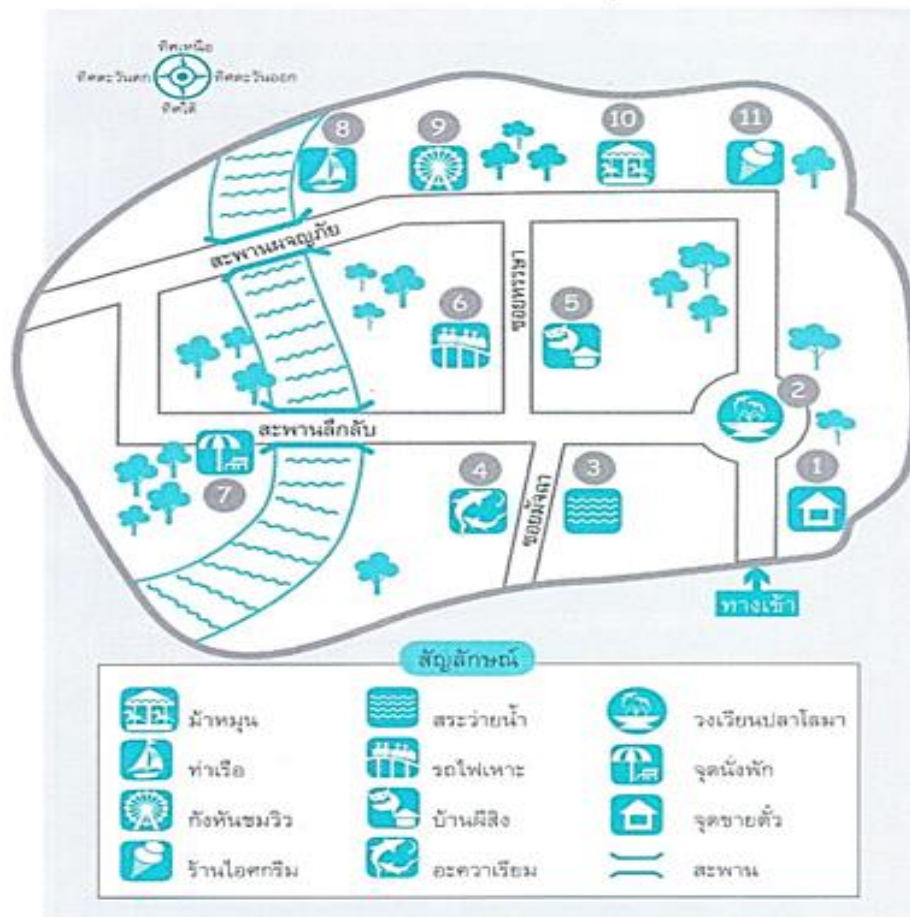 ทิศเหนือ
ทิศตะวันตก
ทิศตะวันออก
ทิศใต้
8
9
10
11
สะพานผจญภัย
ซอยหรรษา
6
5
2
สะพานลึกลับ
7
4
3
1
ซอยมัจฉา
ทางเข้า
สัญลักษณ์
ม้าหมุน
สระว่ายน้ำ
วงเวียนปลาโลมา
ท่าเรือ
รถไฟเหาะ
จุดนั่งพัก
กังหันชมวิว
บ้านผีสิง
จุดขายตั๋ว
ร้านไอศกรีม
อะควาเรียม
สะพาน